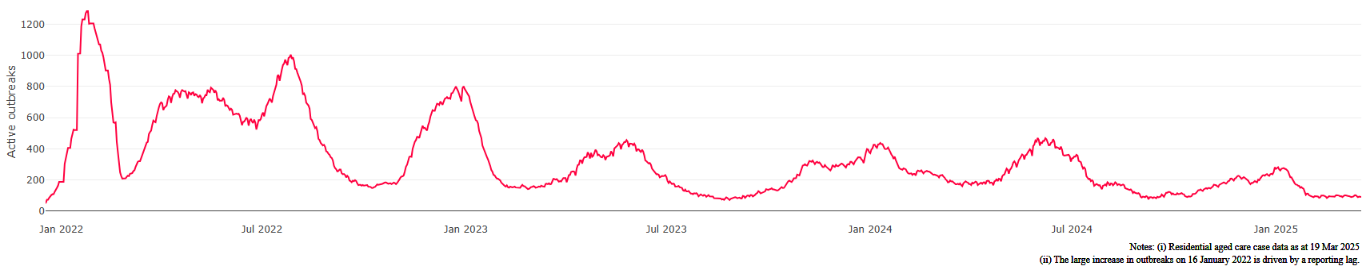 Active outbreaks
1200
1000
800
600
400
200
0
Jan 2022 Jul 2022 Jan 2023 Jul 2023 Jan 2024 Jul 2024 Jan 2025
Notes: (i) Residential aged care case data as at 19 Mar 2025
(ii) The large increase in outbreaks on 16 January 2022 is driven by a reporting lag.